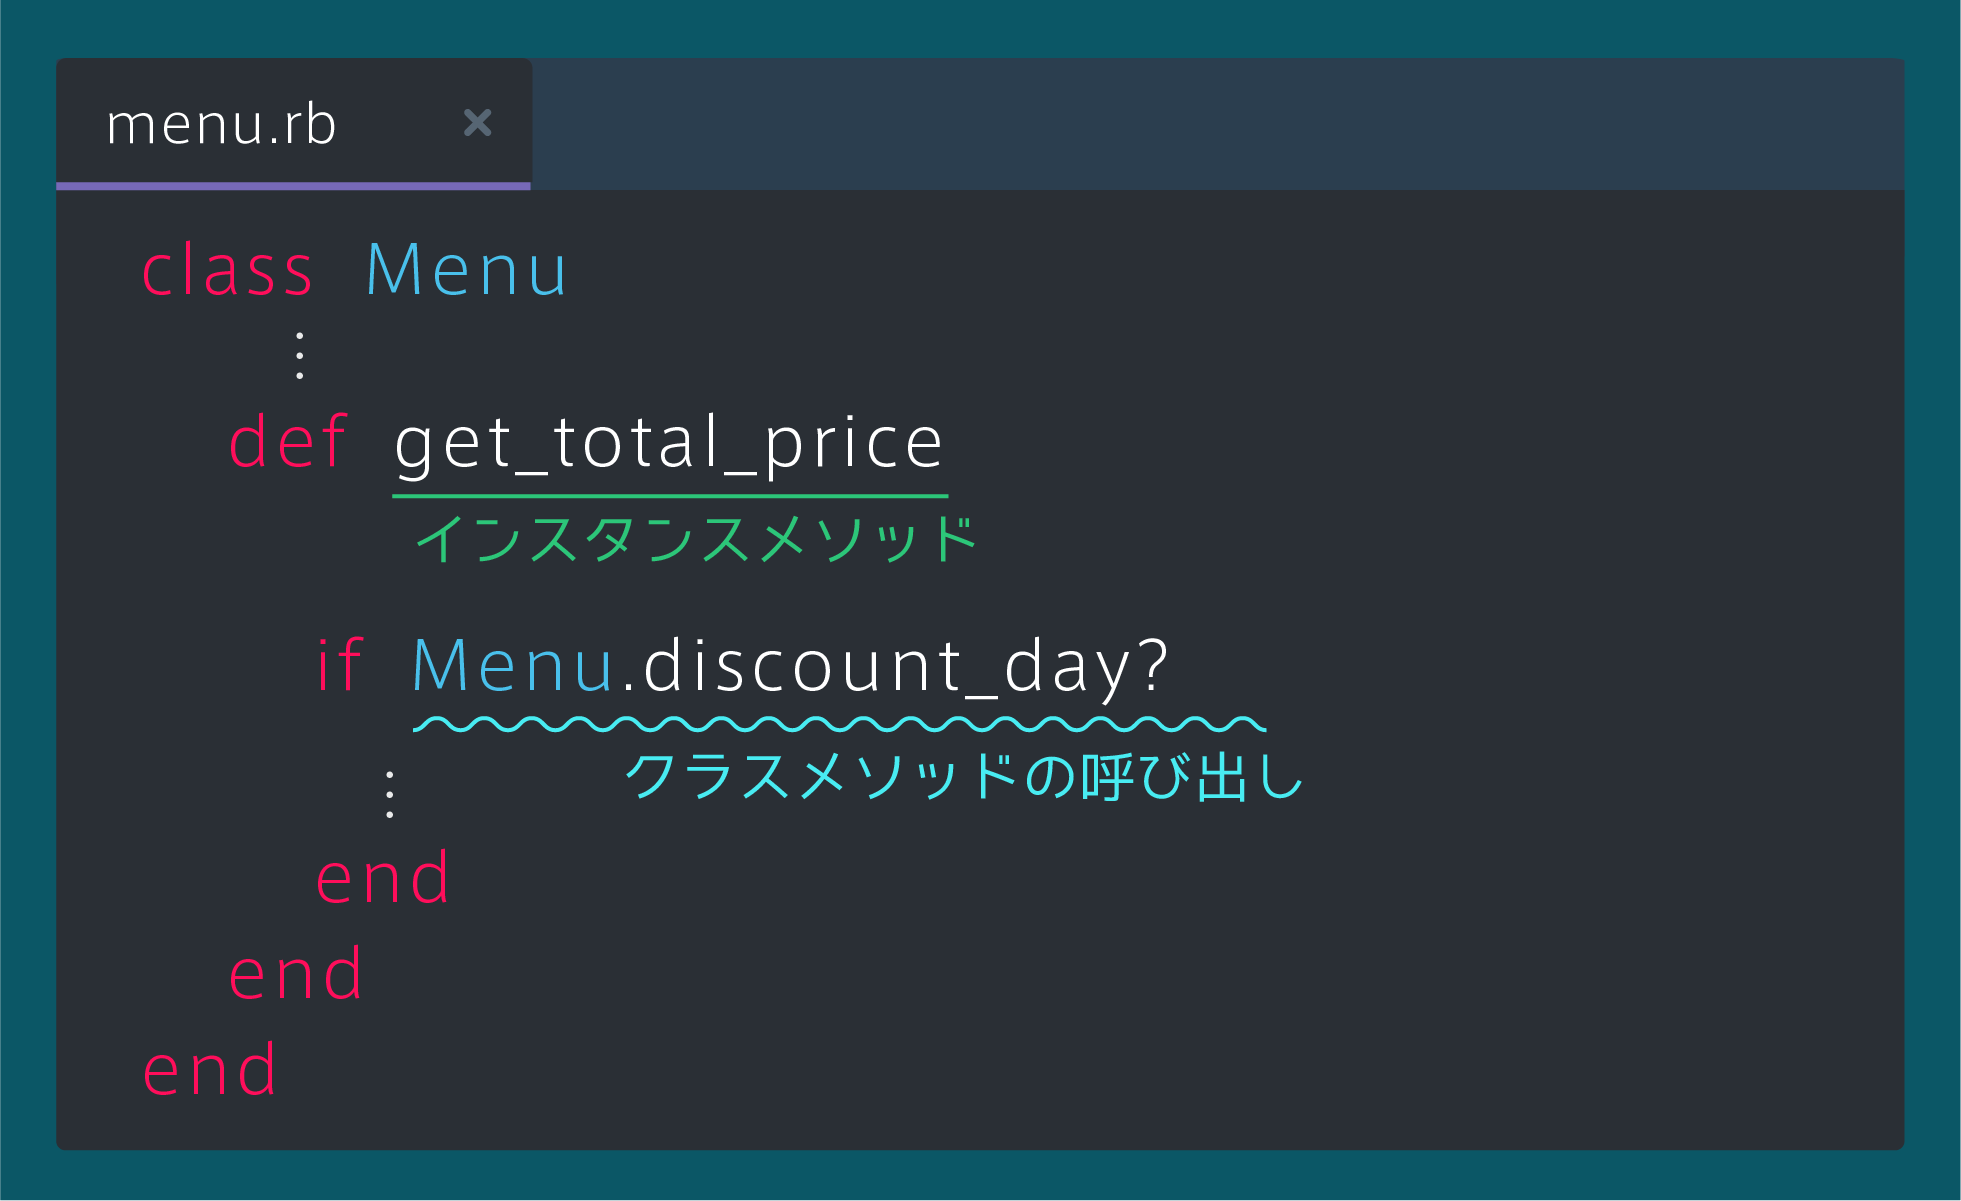 menu.rb
class Menu
def get_total_price
インスタンスメソッド
if Menu.discount_day?
クラスメソッドの呼び出し
end
end
end